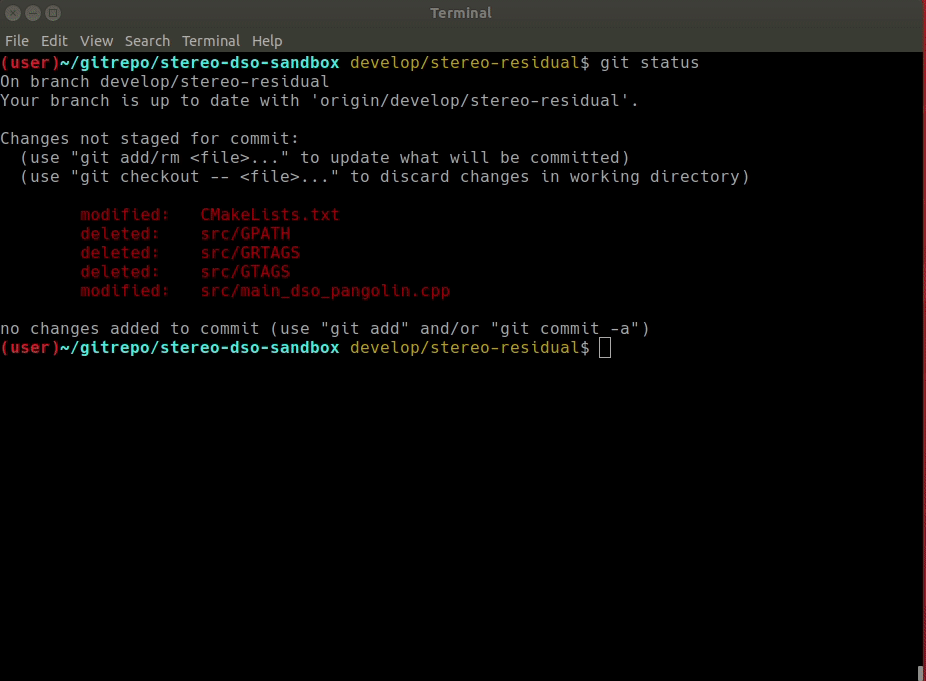 Terminal
File Edit View Search Terminal Help
(user)~/gitrepo/stereo-dso-sandbox develop/stereo-residual$ git status
On branch develop/stereo-residual
Your branch is up to date with 'origin/develop/stereo-residual'.
Changes not staged for commit:
  (use "git add/rm <file>..." to update what will be committed)
  (use "git checkout -- <file>..." to discard changes in working directory)
        modified:   CMakeLists.txt
        deleted:    src/GPATH
        deleted:    src/GRTAGS
        deleted:    src/GTAGS
        modified:   src/main_dso_pangolin.cpp
no changes added to commit (use "git add" and/or "git commit -a")
(user)~/gitrepo/stereo-dso-sandbox develop/stereo-residual$